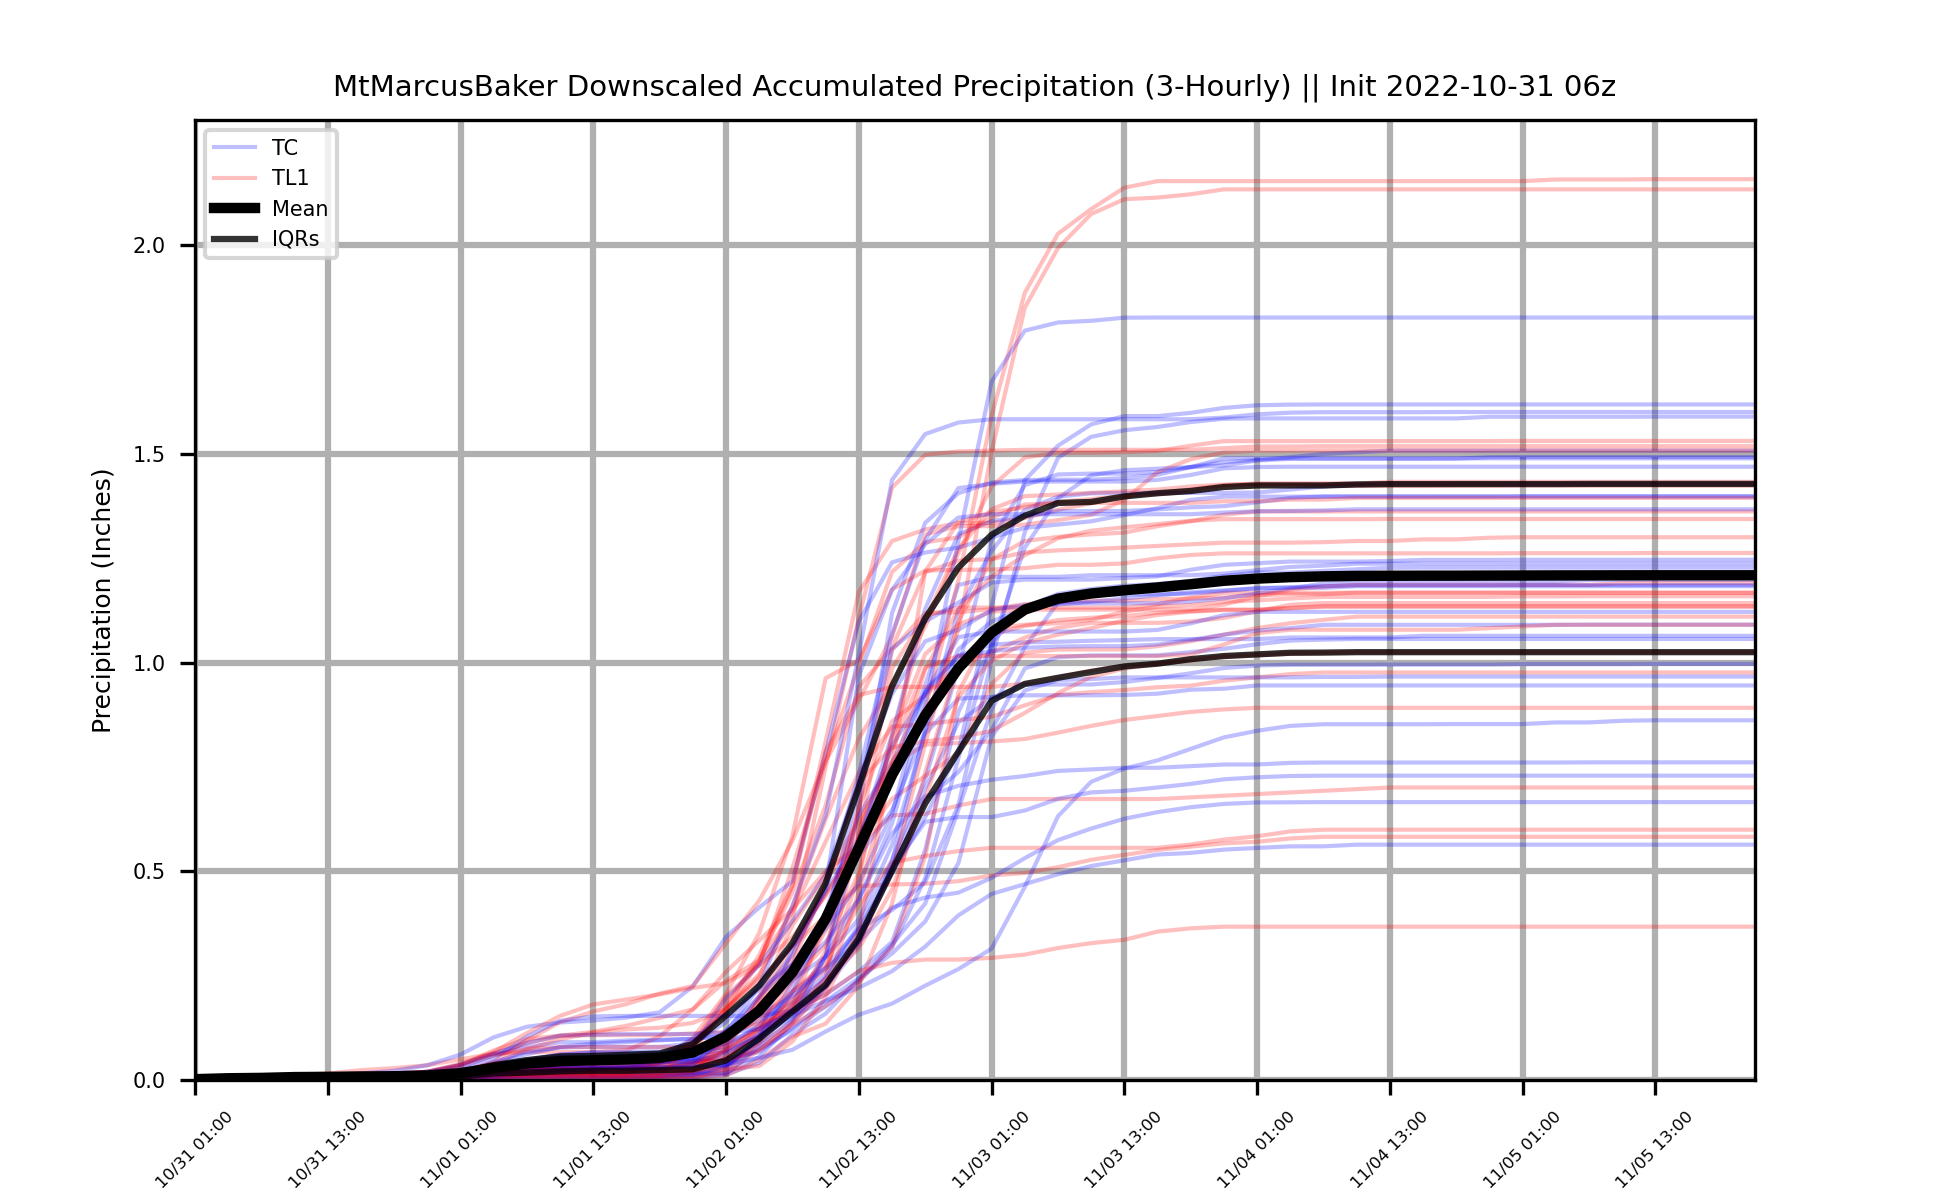 MtMarcusBaker Downscaled Accumulated Precipitation (3-Hourly) || Init 2022-10-31 06z
TC
TL1
Mean
IQRs
Precipitation (Inches)
2.0
1.5
1.0
0.5
0.0
10/31 01:00
10/31 13:00
11/01 01:00
11/01 13:00
11/02 01:00
11/02 13:00
11/03 01:00
11/03 13:00
11/04 01:00
11/04 13:00
11/05 01:00
11/05 13:00